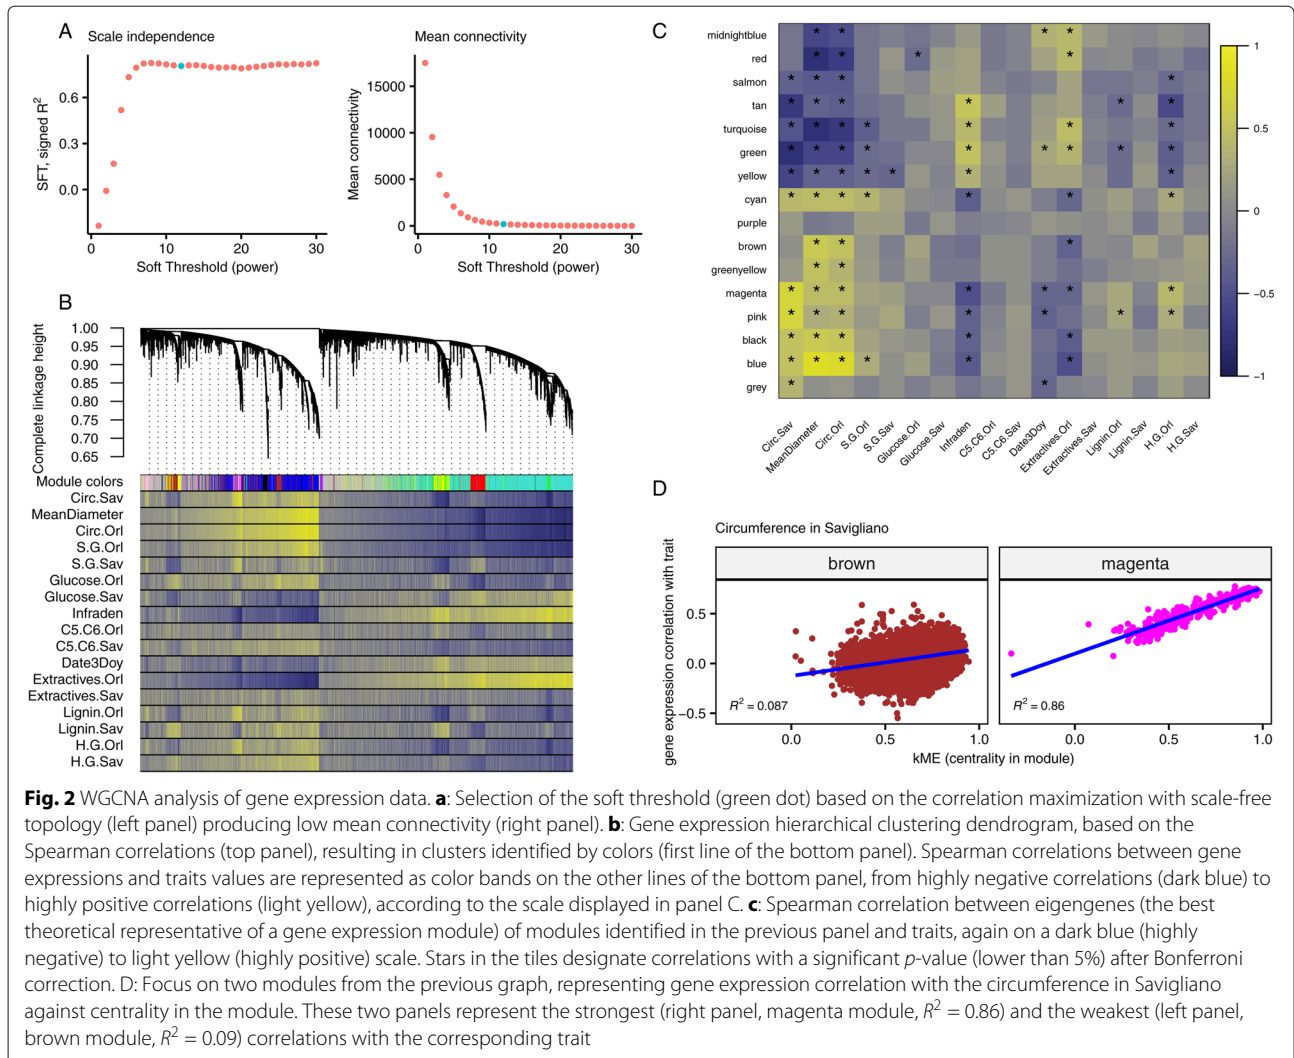 A
Scale independence
SFT, signed R²
0.6
0.3
0.0
0
10
20
30
Soft Threshold (power)
Mean connectivity
Mean connectivity
15000
10000
5000
0
0
10
20
30
Soft Threshold (power)
B
Complete linkage height
1.00
0.95
0.90
0.85
0.80
0.75
0.70
0.65
Module colors
Circ.Sav
MeanDiameter
Circ.Orl
S.G.Orl
S.G.Sav
Glucose.Orl
Glucose.Sav
Infraden
C5.C6.Orl
C5.C6.Sav
Date3Doy
Extractives.Orl
Extractives.Sav
Lignin.Orl
Lignin.Sav
H.G.Orl
H.G.Sav
C
midnightblue
red
salmon
tan
turquoise
green
yellow
cyan
purple
brown
greenyellow
magenta
pink
black
blue
grey
Circ.Sav
MeanDiameter
Circ.Orl
S.G.Orl
S.G.Sav
Glucose.Orl
Glucose.Sav
Infraden
C5.C6.Orl
C5.C6.Sav
Date3Doy
Extractives.Orl
Extractives.Sav
Lignin.Orl
Lignin.Sav
H.G.Orl
H.G.Sav
1
0.5
0
−0.5
−1
D
Circumference in Savigliano
gene expression correlation with trait
brown
magenta
0.5
0.0
−0.5
R² = 0.087
R² = 0.86
0.0
0.5
1.0
0.0
0.5
1.0
kME (centrality in module)
Fig. 2 WGCNA analysis of gene expression data. a: Selection of the soft threshold (green dot) based on the correlation maximization with scale-free
topology (left panel) producing low mean connectivity (right panel). b: Gene expression hierarchical clustering dendrogram, based on the
Spearman correlations (top panel), resulting in clusters identified by colors (first line of the bottom panel). Spearman correlations between gene
expressions and traits values are represented as color bands on the other lines of the bottom panel, from highly negative correlations (dark blue) to
highly positive correlations (light yellow), according to the scale displayed in panel C. c: Spearman correlation between eigengenes (the best
theoretical representative of a gene expression module) of modules identified in the previous panel and traits, again on a dark blue (highly
negative) to light yellow (highly positive) scale. Stars in the tiles designate correlations with a significant p-value (lower than 5%) after Bonferroni
correction. D: Focus on two modules from the previous graph, representing gene expression correlation with the circumference in Savigliano
against centrality in the module. These two panels represent the strongest (right panel, magenta module, R² = 0.86) and the weakest (left panel,
brown module, R² = 0.09) correlations with the corresponding trait